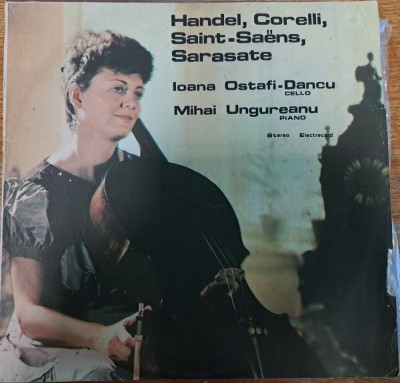 Handel, Corelli,
Saint-Saëns,
Sarasate
Ioana Ostafi-Dancu
CELLO
Mihai Ungureanu
PIANO
Stereo Electrecord